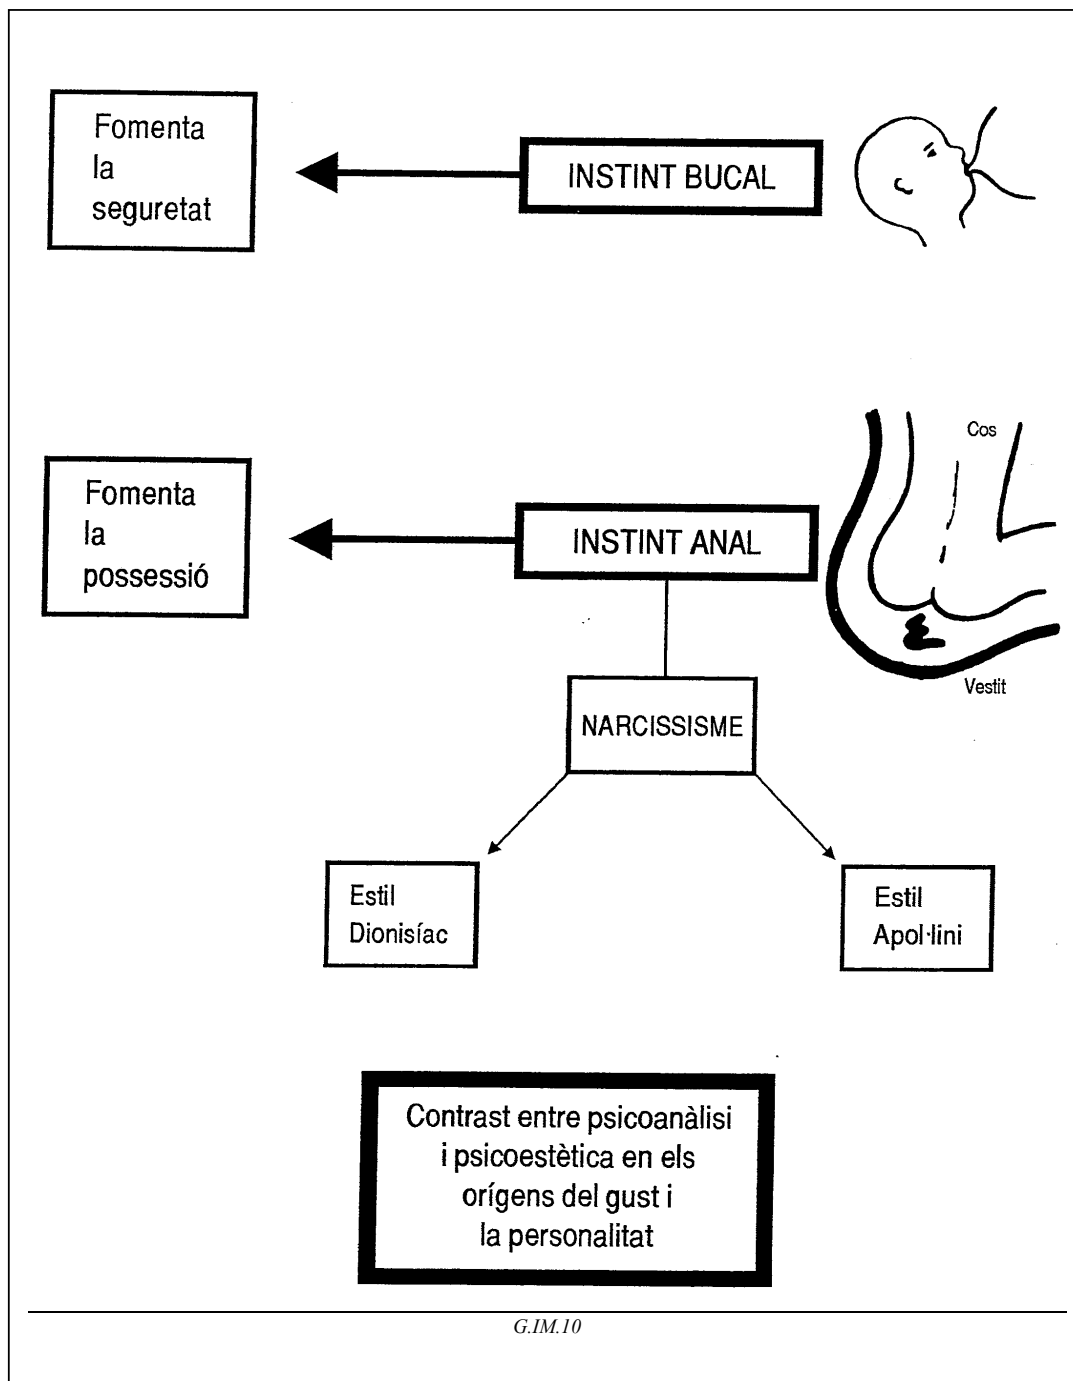 Fomenta
la
seguretat
INSTINT BUCAL
Cos
Fomenta
la
possessió
INSTINT ANAL
Vestit
NARCISSISME
Estil
Dionisíac
Estil
Apol·lini
Contrast entre psicoanàlisi
i psicoestètica en els
orígens del gust i
la personalitat
G.IM.10